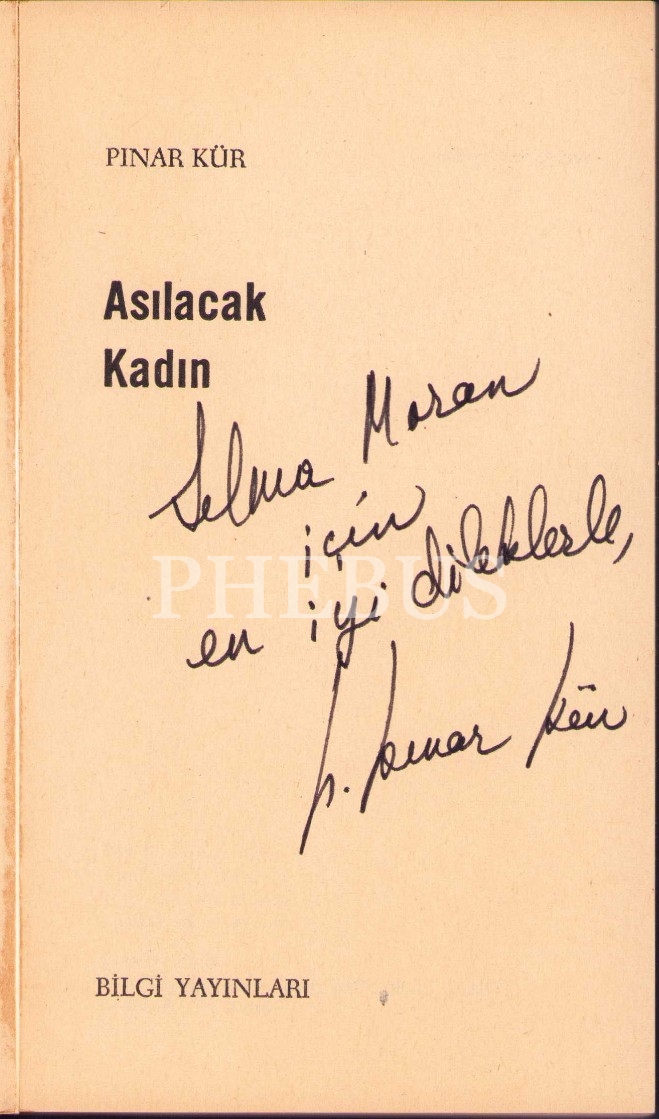 PINAR KÜR
Asılacak
Kadın
Selma Moran
için
en iyi dileklerle,
Pınar Kür
PHEBUS
BİLGİ YAYINLARI